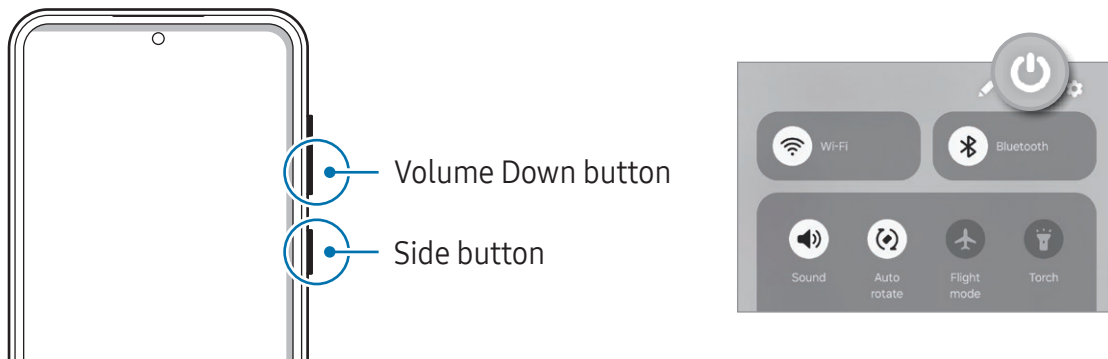 Volume Down button
Side button
Wi-Fi
Bluetooth
Sound
Auto
rotate
Flight
mode
Torch